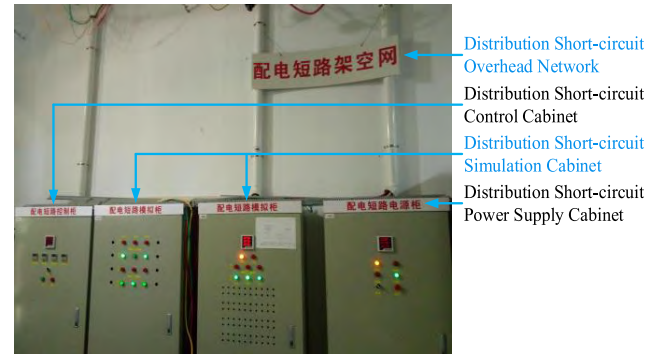 配电短路架空网
Distribution Short-circuit
Overhead Network
Distribution Short-circuit
Control Cabinet
Distribution Short-circuit
Simulation Cabinet
Distribution Short-circuit
Power Supply Cabinet
配电短路控制柜
配电短路模拟柜
配电短路模拟柜
配电短路电源柜